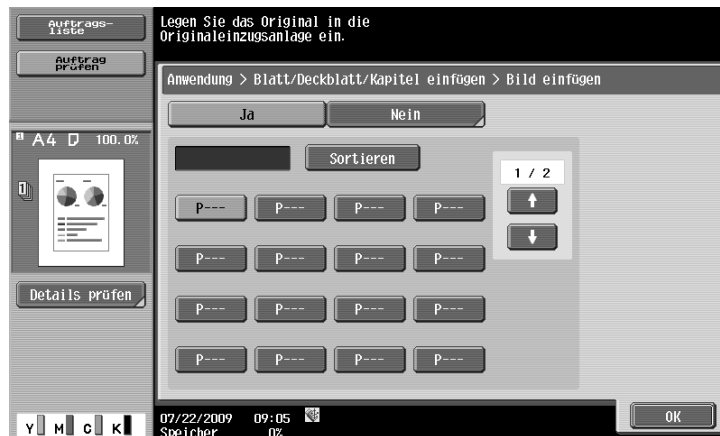 Auftrags-
liste
Auftrag
prüfen
Legen Sie das Original in die
Originaleinzugsanlage ein.
Anwendung > Blatt/Deckblatt/Kapitel einfügen > Bild einfügen
Ja Nein
A4 100.0%
1
Sortieren
1 / 2
P--- P--- P--- P---
P--- P--- P--- P---
P--- P--- P--- P---
P--- P--- P--- P---
Details prüfen
OK
Y M C K
07/22/2009 09:05
Speicher 0%